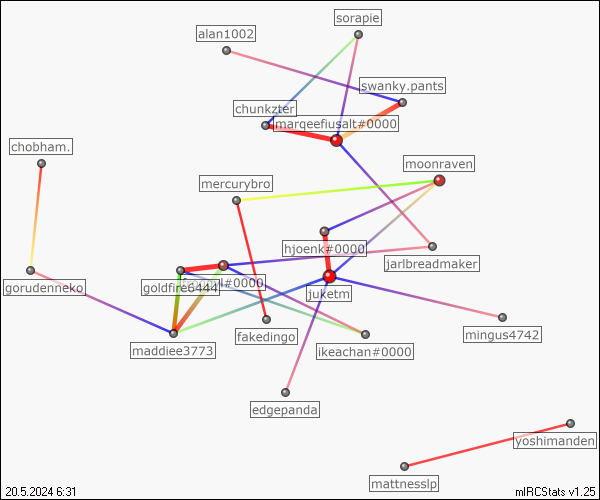 sorapie
alan1002
swanky.pants
chunkzter
marqeefiusalt#0000
chobham.
moonraven
mercurybro
hjoenk#0000
jarlbreadmaker
gorudenneko
goldfire6444
#0000
juketm
mingus4742
fakedingo
maddiee3773
ikeachan#0000
edgepanda
yoshimanden
mattnesslp
20.5.2024 6:31
mIRCStats v1.25